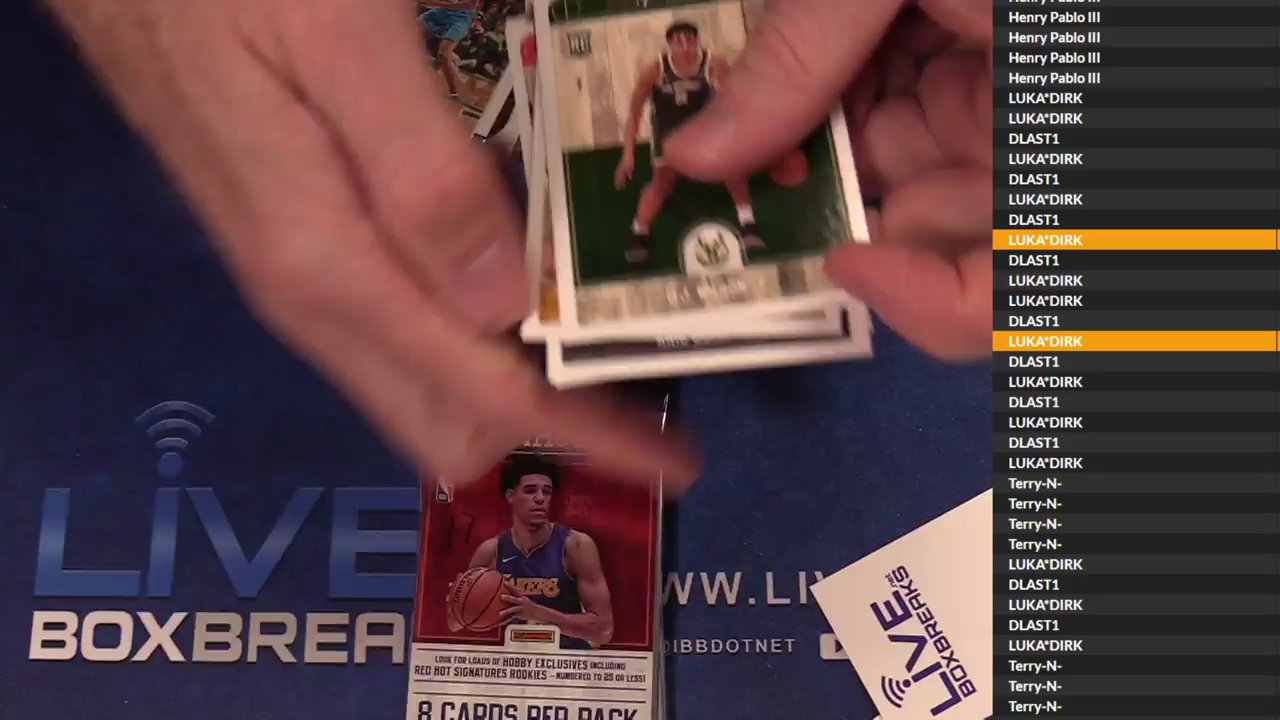 Henry Pablo III
Henry Pablo III
Henry Pablo III
Henry Pablo III
LUKA*DIRK
LUKA*DIRK
DLAST1
LUKA*DIRK
DLAST1
LUKA*DIRK
DLAST1
LUKA*DIRK
DLAST1
LUKA*DIRK
LUKA*DIRK
DLAST1
LUKA*DIRK
DLAST1
LUKA*DIRK
DLAST1
LUKA*DIRK
DLAST1
LUKA*DIRK
Terry-N-
Terry-N-
Terry-N-
Terry-N-
LUKA*DIRK
DLAST1
LUKA*DIRK
DLAST1
LUKA*DIRK
Terry-N-
Terry-N-
Terry-N-
LIVE
BOXBREA
WWW.LI
IBBDOTNET
LAKERS
LOOK FOR LOADS OF HOBBY EXCLUSIVES INCLUDING
RED HOT SIGNATURES ROOKIES – NUMBERED TO 25 OR LESS!
8 CARDS PER PACK
LIVE
BOXBREAKS
.net